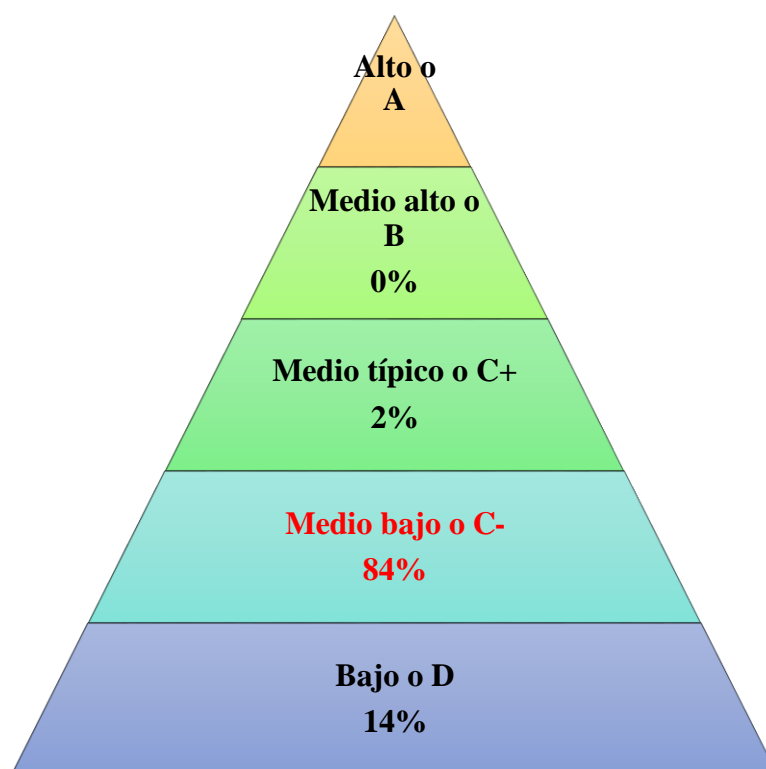 Alto o
A
Medio alto o
B
0%
Medio típico o C+
2%
Medio bajo o C-
84%
Bajo o D
14%